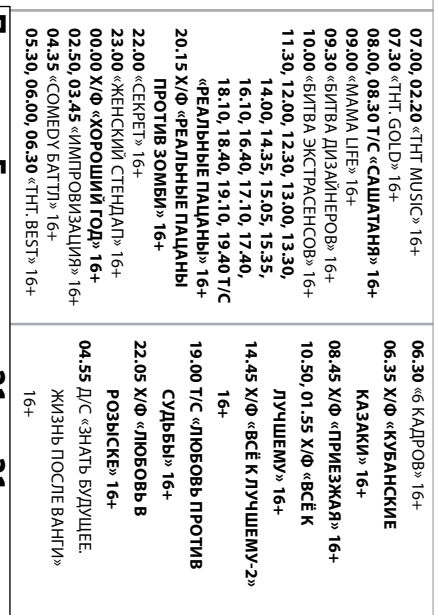 07.00, 02.20 «ТНТ MUSIC» 16+
07.30 «ТНТ. GOLD» 16+
08.00, 08.30 Т/С «САШАТАНЯ» 16+
09.00 «MAMA LIFE» 16+
09.30 «БИТВА ДИЗАЙНЕРОВ» 16+
10.00 «БИТВА ЭКСТРАСЕНСОВ» 16+
11.30, 12.00, 12.30, 13.00, 13.30,
14.00, 14.35, 15.05, 15.35,
16.10, 16.40, 17.10, 17.40,
18.10, 18.40, 19.10, 19.40 Т/С
«РЕАЛЬНЫЕ ПАЦАНЫ» 16+
20.15 Х/Ф «РЕАЛЬНЫЕ ПАЦАНЫ
ПРОТИВ ЗОМБИ» 16+
22.00 «СЕКРЕТ» 16+
23.00 «ЖЕНСКИЙ СТЕНДАП» 16+
00.00 Х/Ф «ХОРОШИЙ ГОД» 16+
02.50, 03.45 «ИМПРОВИЗАЦИЯ» 16+
04.35 «COMEDY БАТТЛ» 16+
05.30, 06.00, 06.30 «ТНТ. BEST» 16+
06.30 «6 КАДРОВ» 16+
06.35 Х/Ф «КУБАНСКИЕ
КАЗАКИ» 16+
08.45 Х/Ф «ПРИЕЗЖАЯ» 16+
10.50, 01.55 Х/Ф «ВСЁ К
ЛУЧШЕМУ» 16+
14.45 Х/Ф «ВСЁ К ЛУЧШЕМУ-2»
16+
19.00 Т/С «ЛЮБОВЬ ПРОТИВ
СУДЬБЫ» 16+
22.05 Х/Ф «ЛЮБОВЬ В
РОЗЫСКЕ» 16+
04.55 Д/С «ЗНАТЬ БУДУЩЕЕ.
ЖИЗНЬ ПОСЛЕ ВАНГИ»
16+